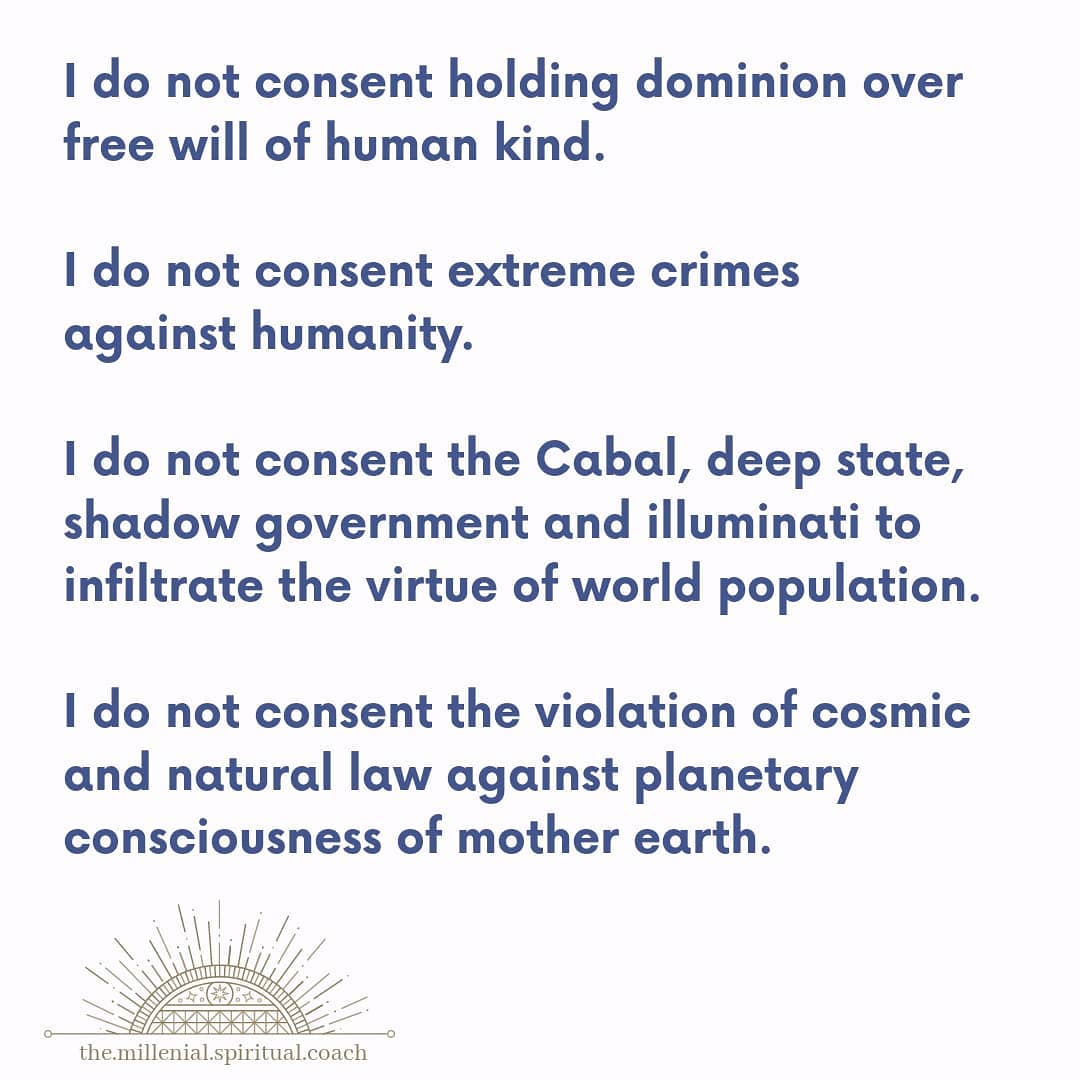 I do not consent holding dominion over
free will of human kind.
I do not consent extreme crimes
against humanity.
I do not consent the Cabal, deep state,
shadow government and illuminati to
infiltrate the virtue of world population.
I do not consent the violation of cosmic
and natural law against planetary
consciousness of mother earth.
the.millenial.spiritual.coach